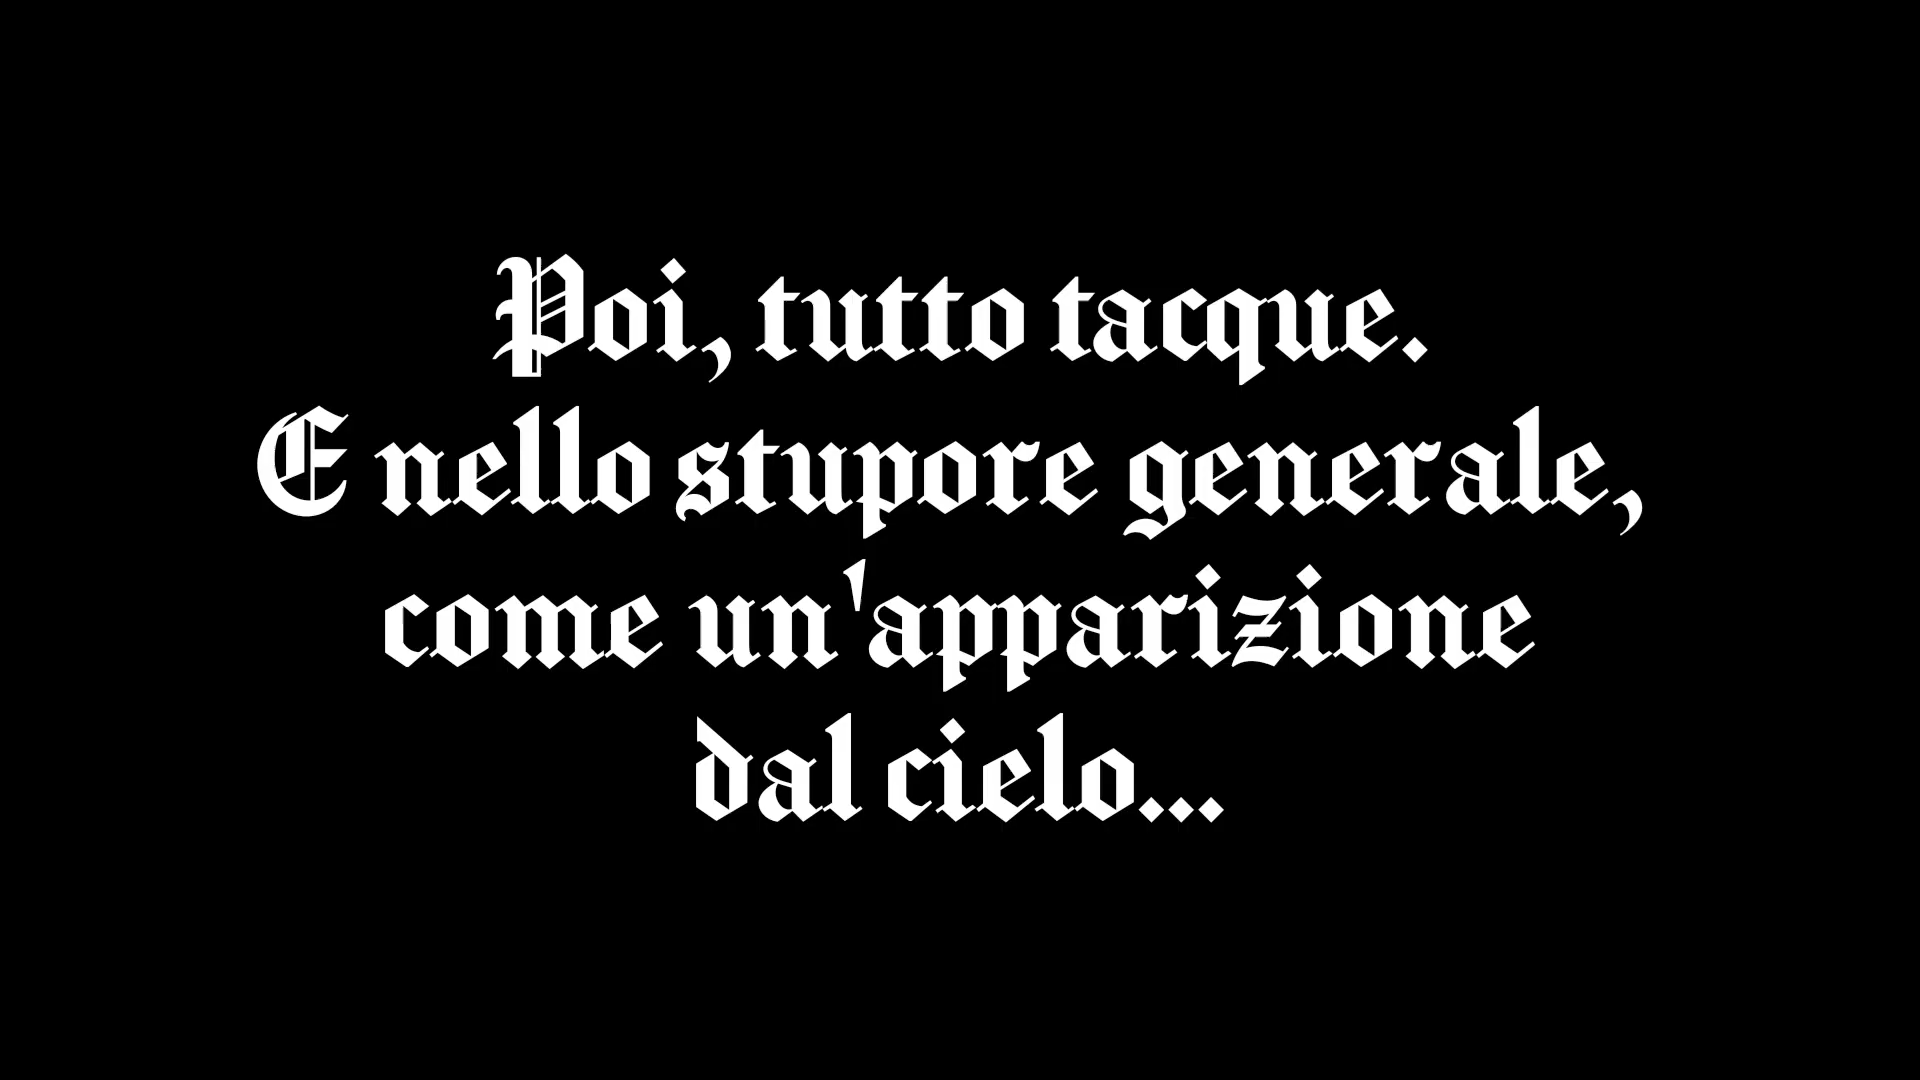 Poi, tutto tacque.
E nello stupore generale,
come un'apparizione
dal cielo...